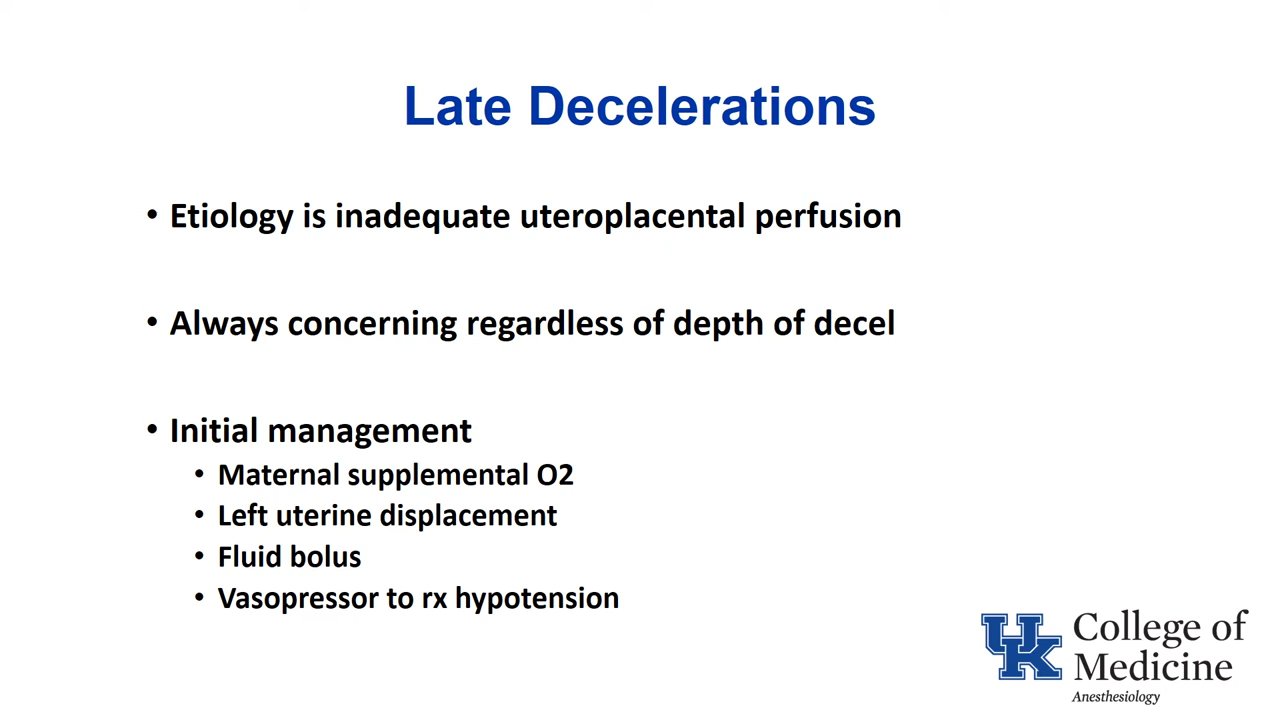 Late Decelerations
• Etiology is inadequate uteroplacental perfusion
• Always concerning regardless of depth of decel
• Initial management
• Maternal supplemental O2
• Left uterine displacement
• Fluid bolus
• Vasopressor to rx hypotension
UK
College of
Medicine
Anesthesiology